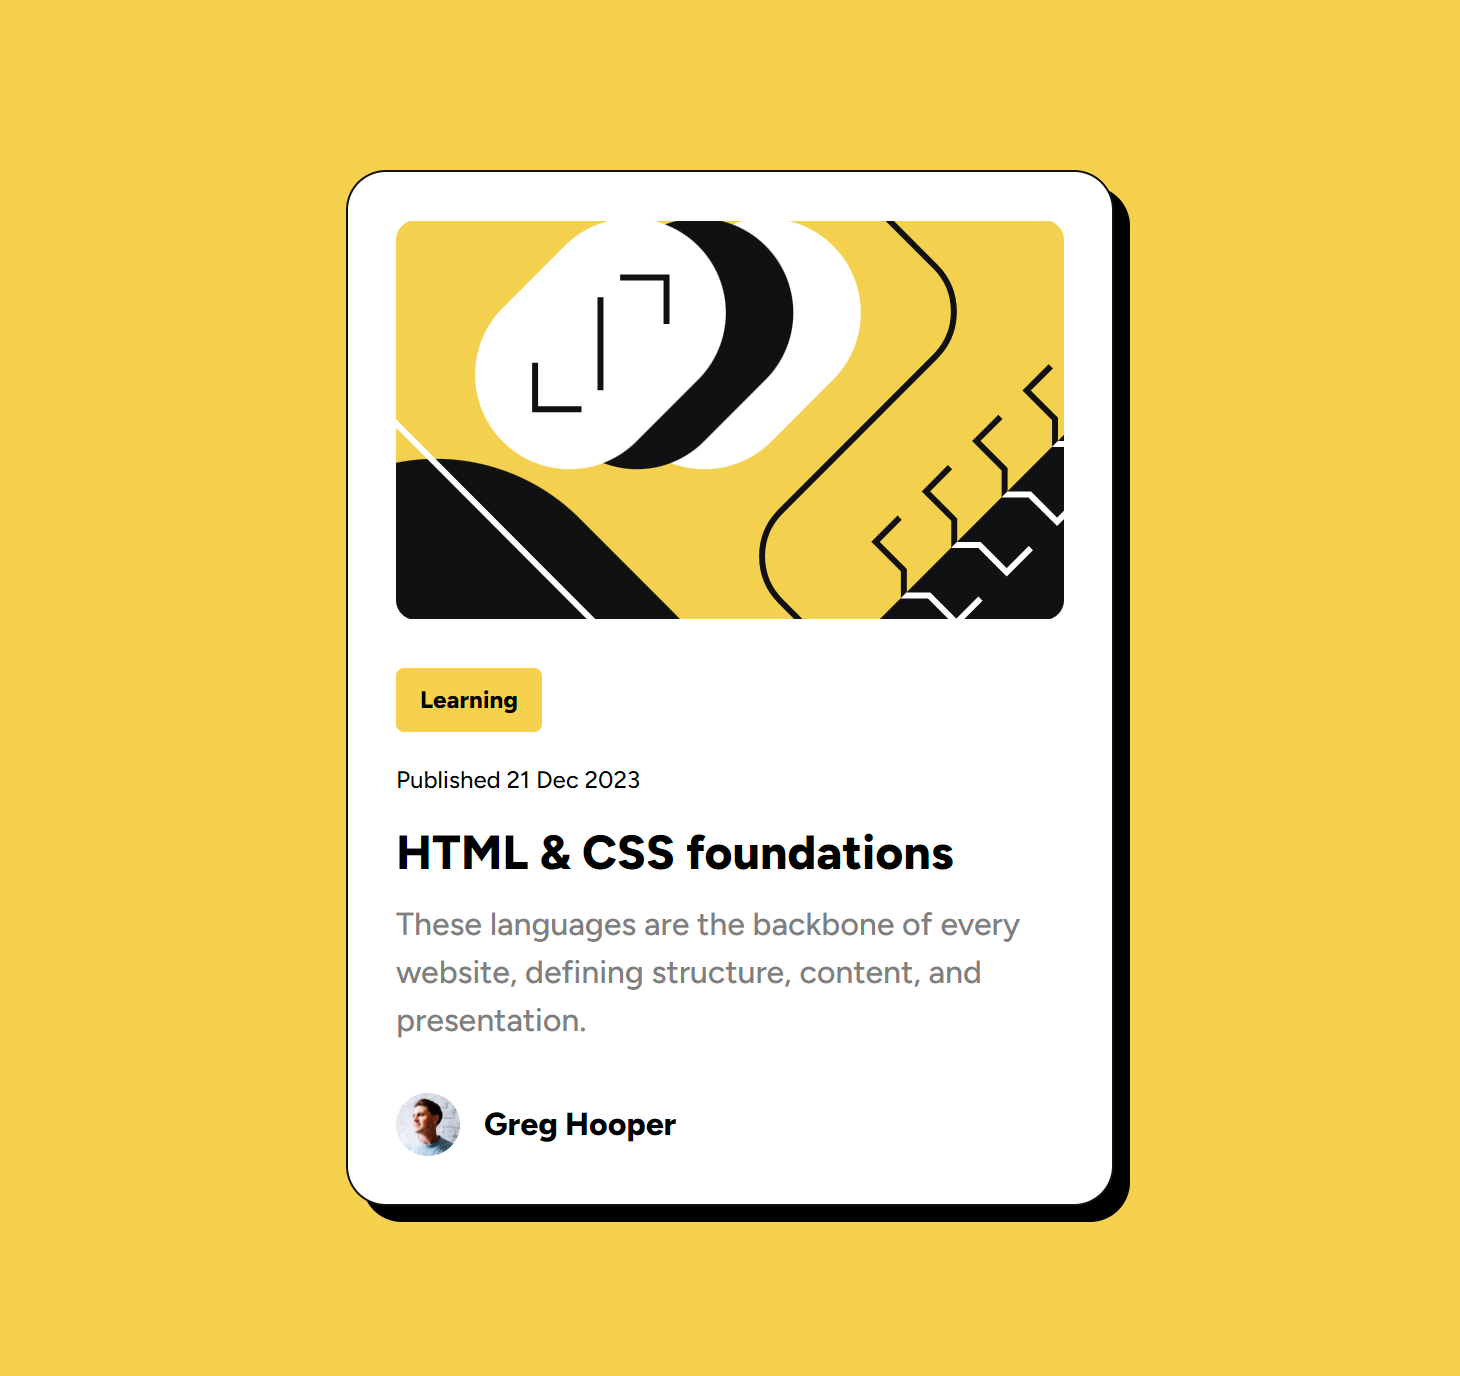 Learning
Published 21 Dec 2023
HTML & CSS foundations
These languages are the backbone of every
website, defining structure, content, and
presentation.
Greg Hooper